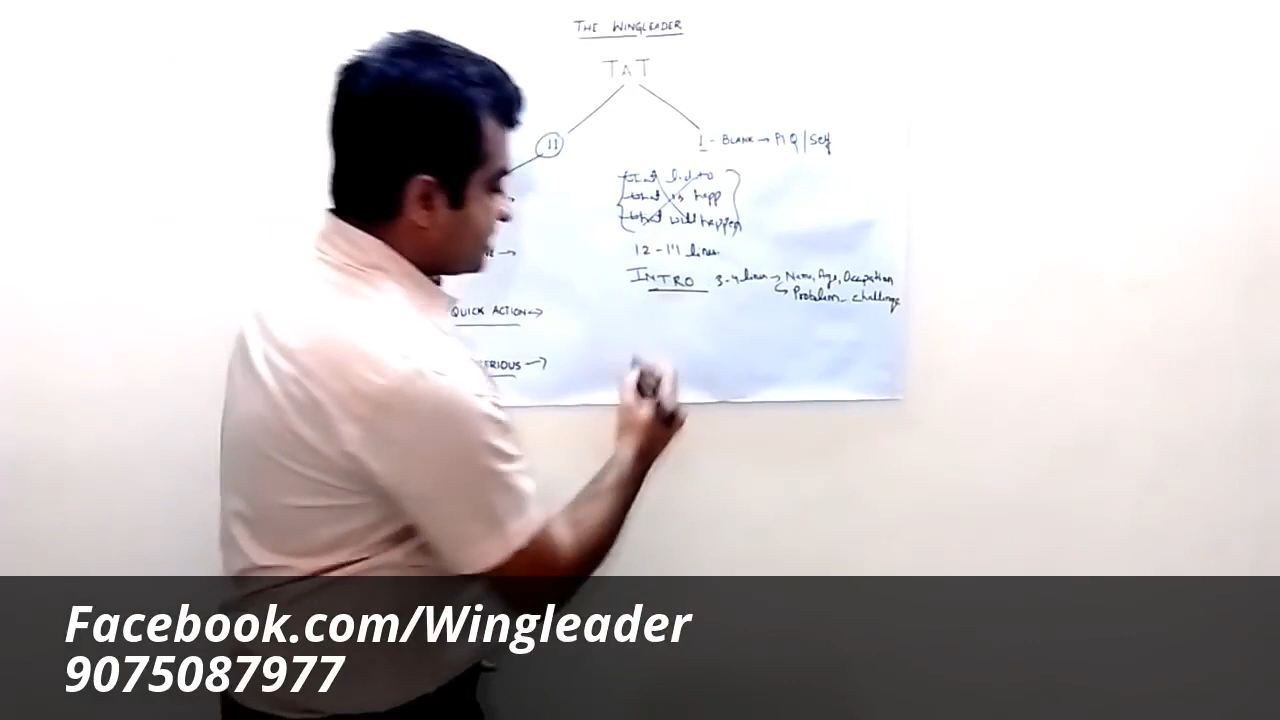 THE WINGLEADER
TAT
11
1 - BLANK → PIQ/Self
What led to
What is happ
What will happen
12-14 lines
INTRO 3-4 lines → Name, Age, Occupation
↳ Problem challenge
QUICK ACTION →
ERIOUS →
Facebook.com/Wingleader
9075087977